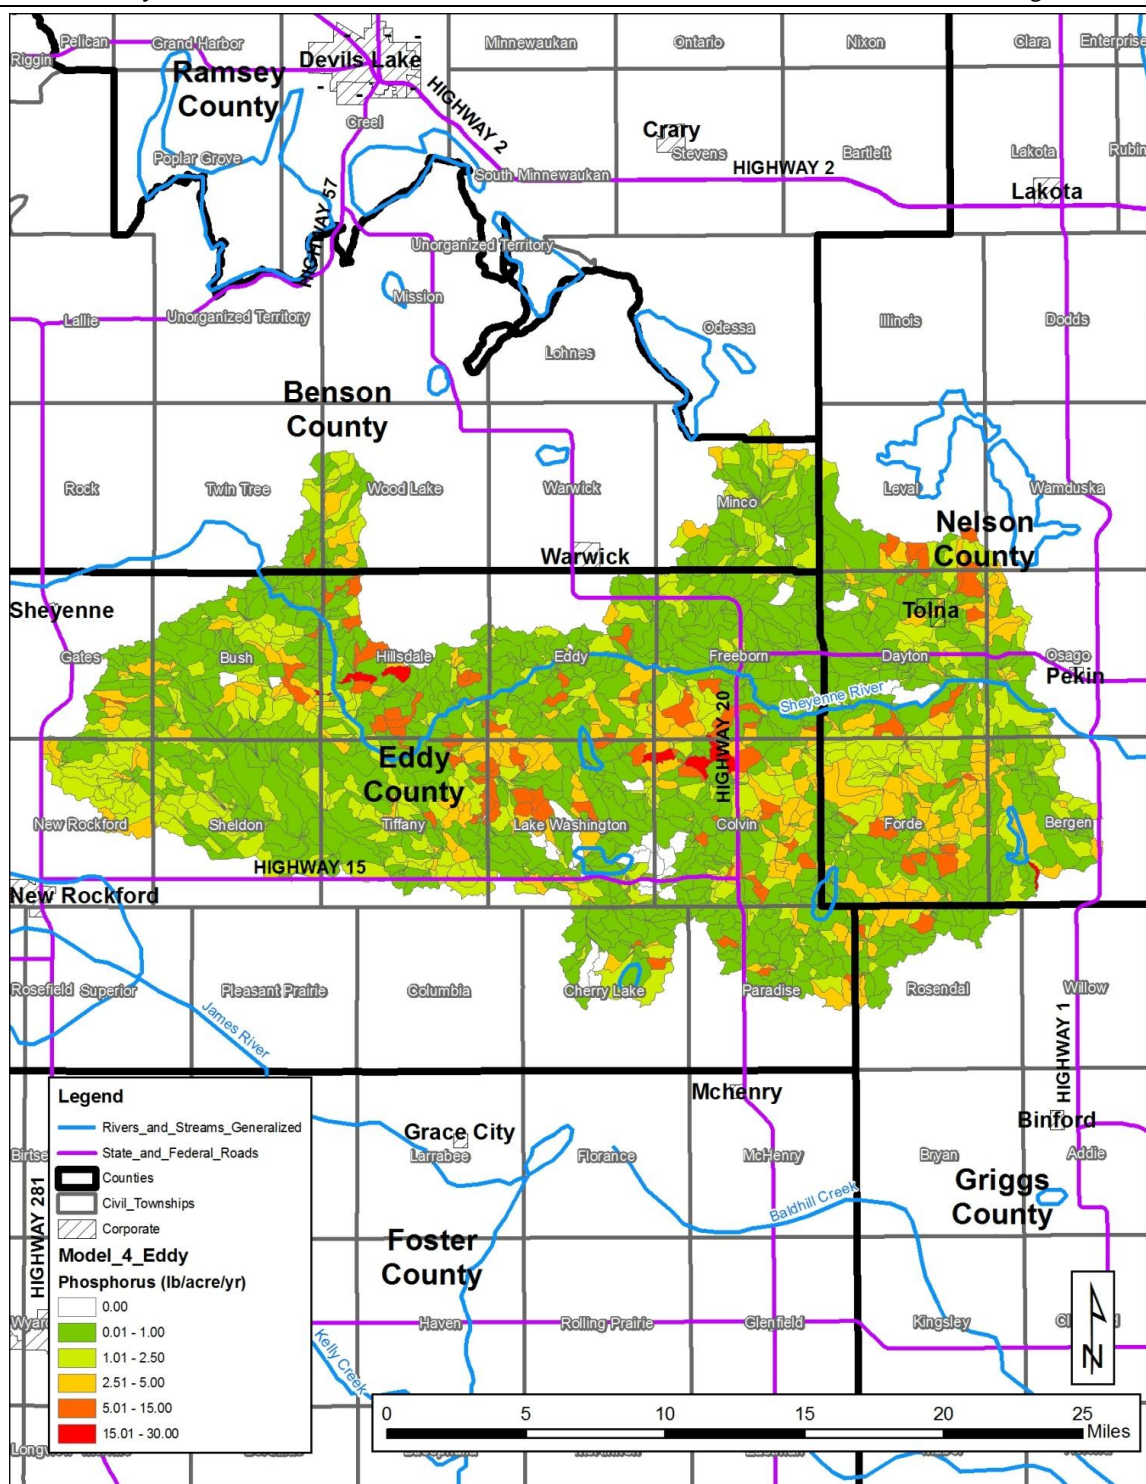 Pelican
Grand Harbor
Minnewaukan
Ontario
Nixon
Clara
Enterprise
Riggin
Devils Lake
Ramsey
County
HIGHWAY 2
Creel
Crary
Stevens
Bartlett
Lakota
Rubin
Poplar Grove
South Minnewaukan
HIGHWAY 2
Lakota
HIGHWAY 57
Unorganized Territory
Mission
Lallie
Unorganized Territory
Odessa
Illinois
Dodds
Lohnes
Benson
County
Rock
Twin Tree
Wood Lake
Warwick
Minco
Leval
Wamduska
Nelson
County
Warwick
Sheyenne
Tolna
Gates
Bush
Hillsdale
Eddy
Freeborn
Dayton
Osago
Pekin
Sheyenne River
HIGHWAY 20
Eddy
County
New Rockford
Sheldon
Tiffany
Lake Washington
Colvin
Forde
Bergen
HIGHWAY 15
New Rockford
Rosefield
Superior
Pleasant Prairie
Columbia
Cherry Lake
Paradise
Rosendal
Willow
James River
HIGHWAY 1
Mchenry
Binford
Grace City
Larrabee
Florance
McHenry
Bryan
Addie
Griggs
County
Baldhill Creek
Foster
County
HIGHWAY 281
Haven
Rolling Prairie
Glenfield
Kingsley
Kelly Creek
Legend
Rivers_and_Streams_Generalized
State_and_Federal_Roads
Counties
Civil_Townships
Corporate
Model_4_Eddy
Phosphorus (lb/acre/yr)
0.00
0.01 - 1.00
1.01 - 2.50
2.51 - 5.00
5.01 - 15.00
15.01 - 30.00
N
0 5 10 15 20 25
Miles